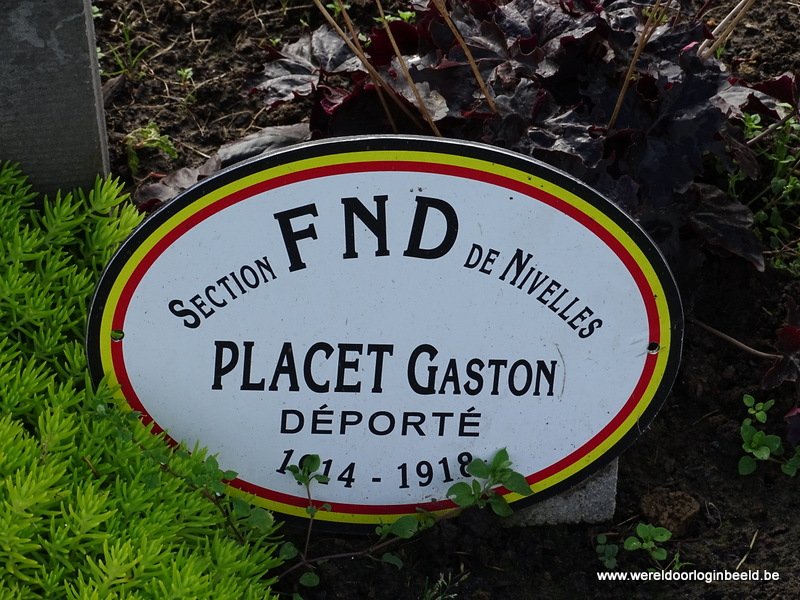 SECTION FND DE NIVELLES
PLACET GASTON
DÉPORTÉ
1914 - 1918
www.wereldoorloginbeeld.be